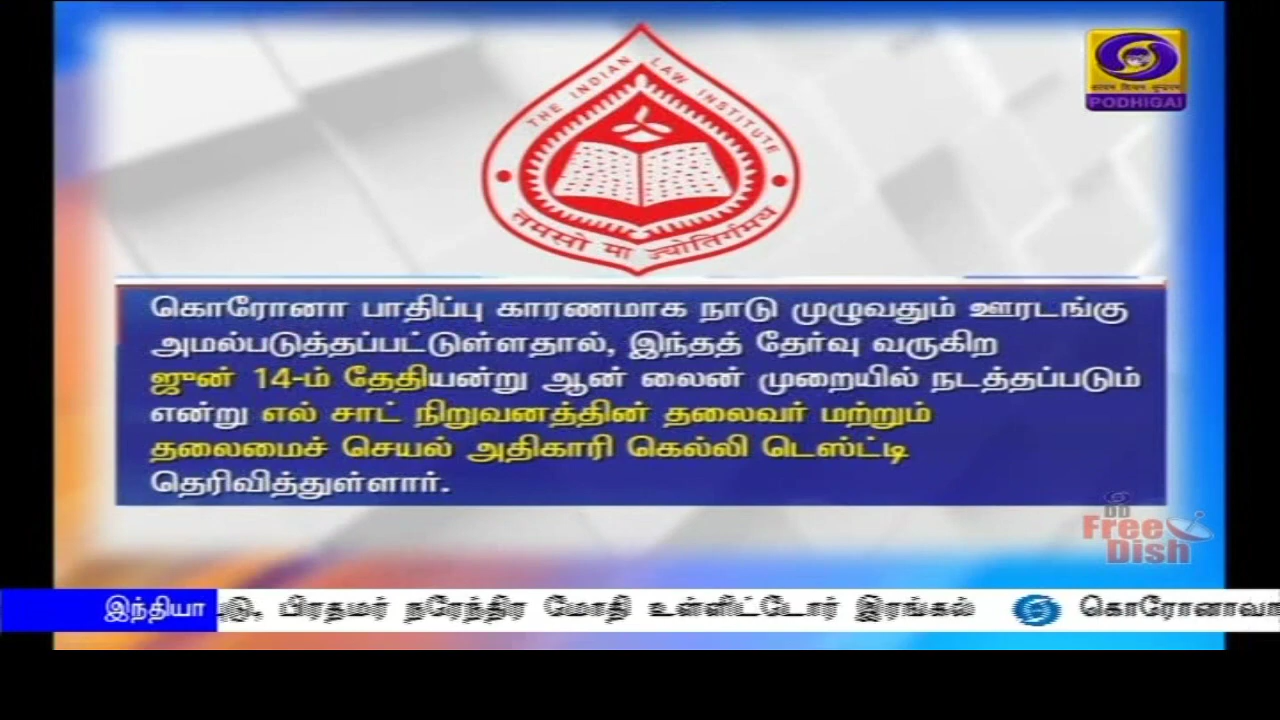 THE INDIAN LAW INSTITUTE
तमसो मा ज्योतिर्गमय
PODHIGAI
கொரோனா பாதிப்பு காரணமாக நாடு முழுவதும் ஊரடங்கு
அமல்படுத்தப்பட்டுள்ளதால், இந்தத் தேர்வு வருகிற
ஜுன் 14-ம் தேதியன்று ஆன் லைன் முறையில் நடத்தப்படும்
என்று எல் சாட் நிறுவனத்தின் தலைவர் மற்றும்
தலைமைச் செயல் அதிகாரி கெல்லி டெஸ்ட்டி
தெரிவித்துள்ளார்.
DD
Free
Dish
இந்தியா பிரதமர் நரேந்திர மோதி உள்ளிட்டோர் இரங்கல் கொரோனாவா